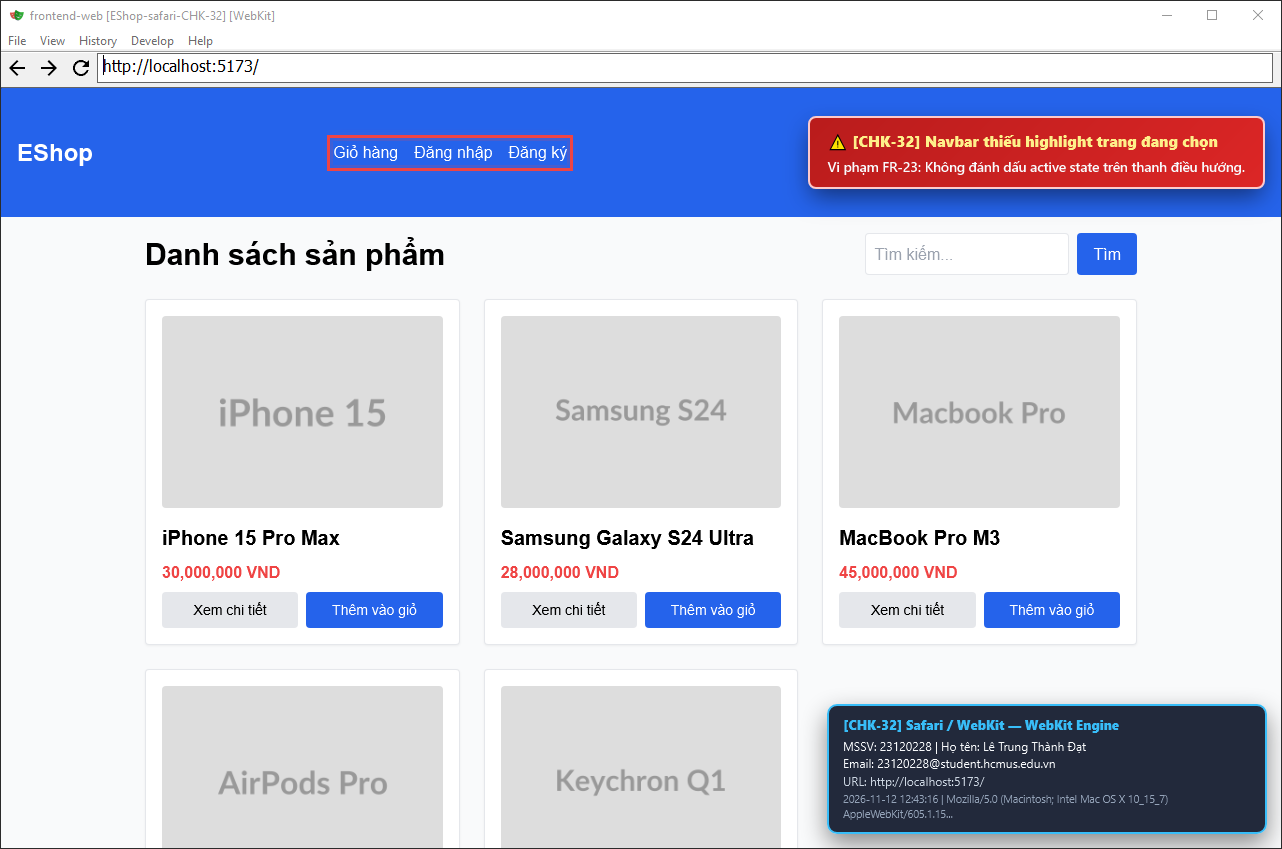 frontend-web [EShop-safari-CHK-32] [WebKit]
File View History Develop Help
http://localhost:5173/
EShop
Giỏ hàng Đăng nhập Đăng ký
⚠ [CHK-32] Navbar thiếu highlight trang đang chọn
Vi phạm FR-23: Không đánh dấu active state trên thanh điều hướng.
Danh sách sản phẩm
Tìm kiếm...
Tìm
iPhone 15
Samsung S24
Macbook Pro
iPhone 15 Pro Max
30,000,000 VND
Xem chi tiết
Thêm vào giỏ
Samsung Galaxy S24 Ultra
28,000,000 VND
Xem chi tiết
Thêm vào giỏ
MacBook Pro M3
45,000,000 VND
Xem chi tiết
Thêm vào giỏ
AirPods Pro
Keychron Q1
[CHK-32] Safari / WebKit — WebKit Engine
MSSV: 23120228 | Họ tên: Lê Trung Thành Đạt
Email: 23120228@student.hcmus.edu.vn
URL: http://localhost:5173/
2026-11-12 12:43:16 | Mozilla/5.0 (Macintosh; Intel Mac OS X 10_15_7)
AppleWebKit/605.1.15...